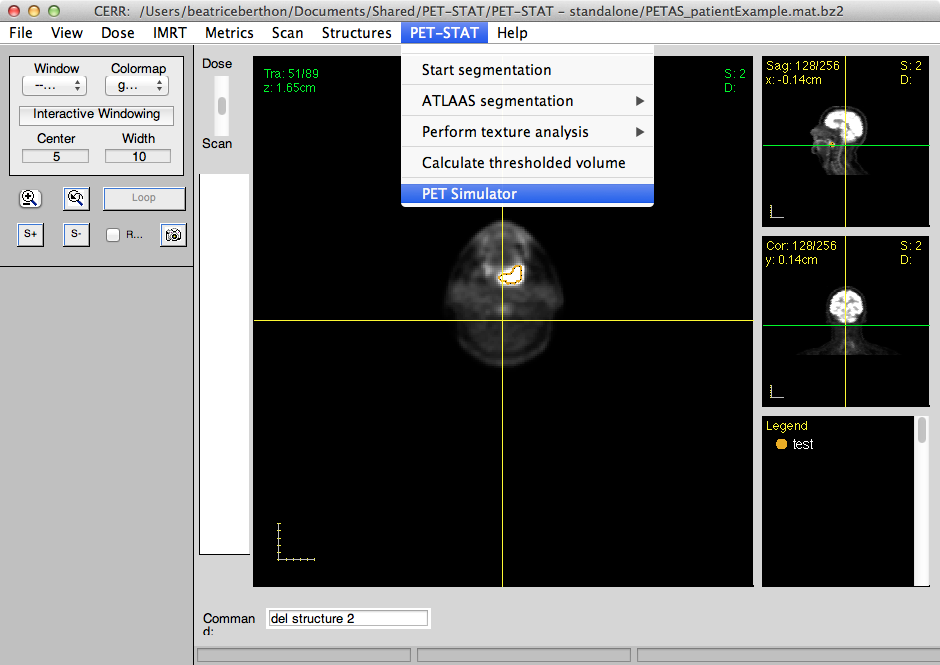 CERR: /Users/beatriceberthon/Documents/Shared/PET-STAT/PET-STAT - standalone/PETAS_patientExample.mat.bz2
File View Dose IMRT Metrics Scan Structures PET-STAT Help
Start segmentation
ATLAAS segmentation
Perform texture analysis
Calculate thresholded volume
PET Simulator
Window Colormap
--... g...
Interactive Windowing
Center Width
5 10
Loop
S+ S- R...
Dose
Scan
Tra: 51/89 S: 2
z: 1.65cm D:
Sag: 128/256 S: 2
x: -0.14cm D:
Cor: 128/256 S: 2
y: 0.14cm D:
Legend
test
Comman
d:
del structure 2